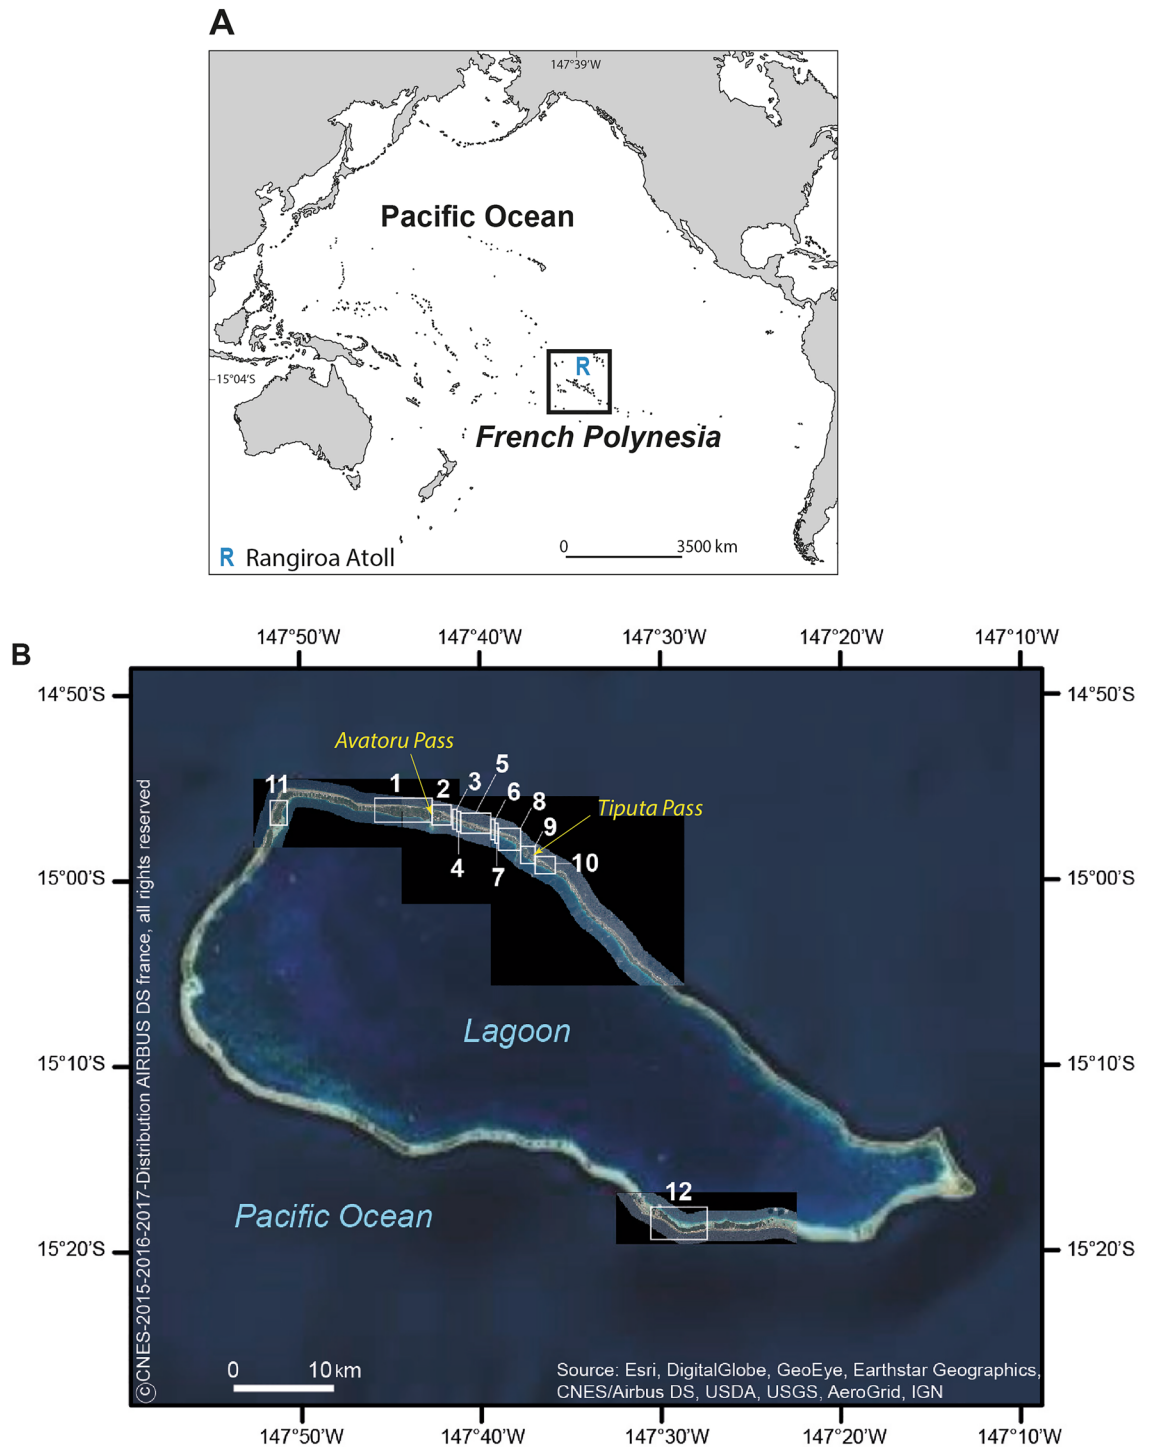 A
147°39'W
Pacific Ocean
R
15°04'S
French Polynesia
R Rangiroa Atoll
0 3500 km
B
147°50'W 147°40'W 147°30'W 147°20'W 147°10'W
14°50'S 14°50'S
Avatoru Pass
11 1 2 3 5 6 8 Tiputa Pass
9
4 7 10
15°00'S 15°00'S
Lagoon
15°10'S 15°10'S
12
Pacific Ocean
15°20'S 15°20'S
©CNES-2015-2016-2017-Distribution AIRBUS DS france, all rights reserved
0 10 km
Source: Esri, DigitalGlobe, GeoEye, Earthstar Geographics,
CNES/Airbus DS, USDA, USGS, AeroGrid, IGN
147°50'W 147°40'W 147°30'W 147°20'W 147°10'W